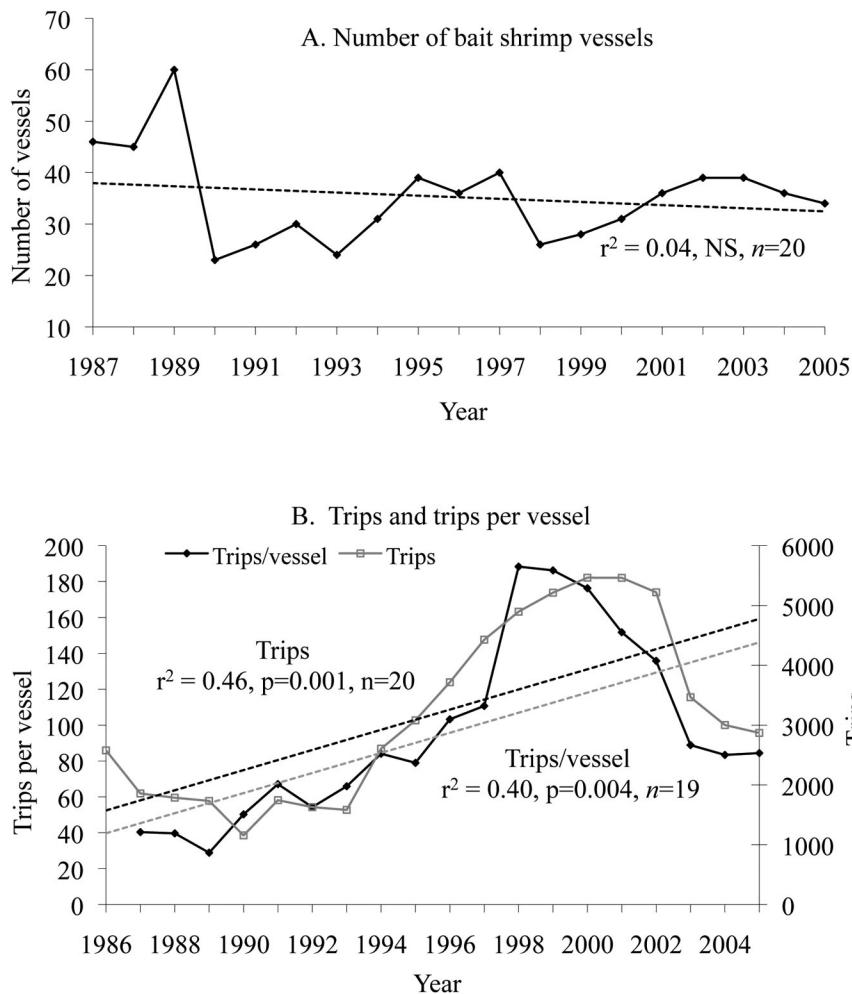 A. Number of bait shrimp vessels
70
60
50
40
30
20
10
Number of vessels
r² = 0.04, NS, n=20
1987 1989 1991 1993 1995 1997 1999 2001 2003 2005
Year
B. Trips and trips per vessel
Trips/vessel Trips
200
180
160
140
120
100
80
60
40
20
0
Trips per vessel
Trips
r² = 0.46, p=0.001, n=20
Trips/vessel
r² = 0.40, p=0.004, n=19
6000
5000
4000
3000
2000
1000
0
1986 1988 1990 1992 1994 1996 1998 2000 2002 2004
Year